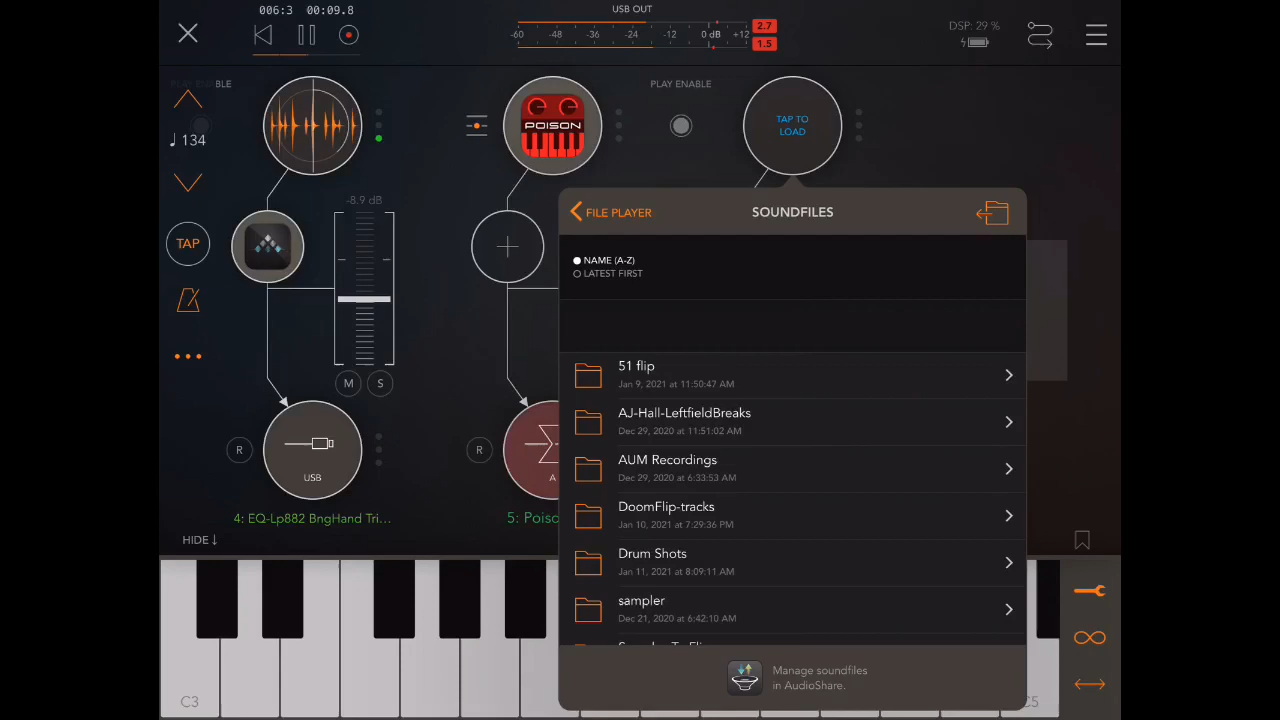 006:3 00:09.8
USB OUT
-60 -48 -36 -24 -12 0 dB +12
2.7
1.5
DSP: 29 %
PLAY ENABLE
PLAY ENABLE
134
TAP
-8.9 dB
POISON
TAP TO
LOAD
FILE PLAYER
SOUNDFILES
NAME (A-Z)
LATEST FIRST
51 flip
Jan 9, 2021 at 11:50:47 AM
AJ-Hall-LeftfieldBreaks
Dec 29, 2020 at 11:51:02 AM
AUM Recordings
Dec 29, 2020 at 6:33:53 AM
DoomFlip-tracks
Jan 10, 2021 at 7:29:36 PM
Drum Shots
Jan 11, 2021 at 8:09:11 AM
sampler
Dec 21, 2020 at 6:42:10 AM
Manage soundfiles
in AudioShare.
M S
R
USB
R
A
4: EQ-Lp882 BngHand Tri...
5: Poiso
HIDE↓
C3
C5